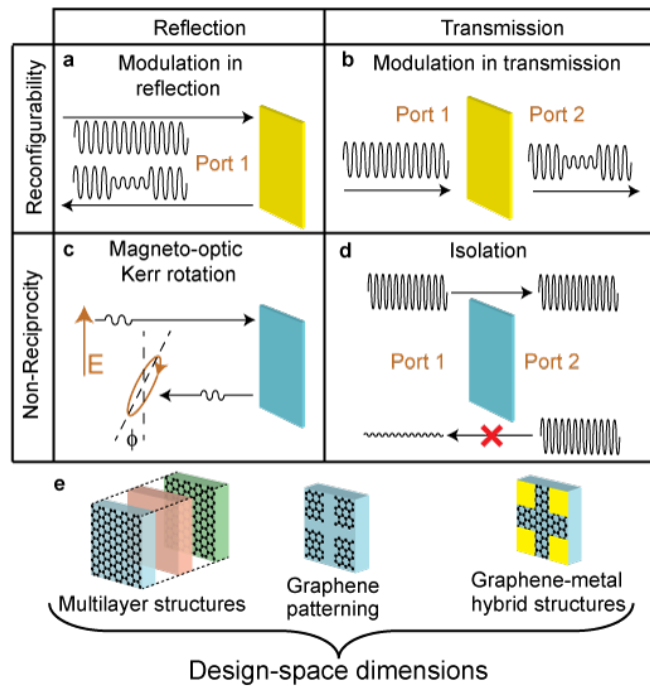 Reflection
Transmission
Reconfigurability
a
Modulation in
reflection
Port 1
b
Modulation in transmission
Port 1
Port 2
Non-Reciprocity
c
Magneto-optic
Kerr rotation
E
ϕ
d
Isolation
Port 1
Port 2
e
Multilayer structures
Graphene
patterning
Graphene-metal
hybrid structures
Design-space dimensions